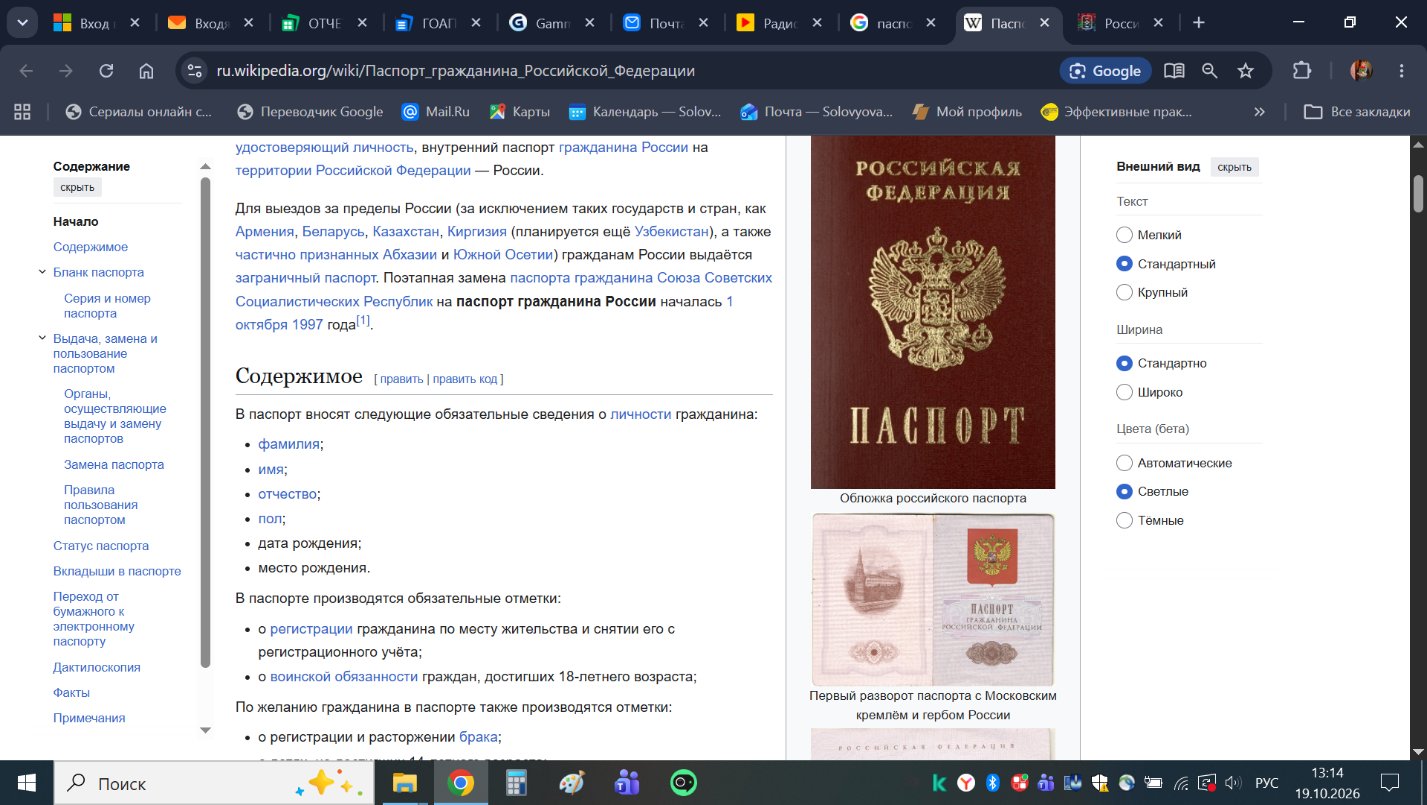 Вход
Входя
ОТЧЕ
ГОАП
Gamm
Почта
Радио
паспо
Паспо
Росси
ru.wikipedia.org/wiki/Паспорт_гражданина_Российской_Федерации
Google
Сериалы онлайн с...
Переводчик Google
Mail.Ru
Карты
Календарь — Solov...
Почта — Solovyova...
Мой профиль
Эффективные прак...
»
Все закладки
Содержание
скрыть
Начало
Содержимое
Бланк паспорта
Серия и номер
паспорта
Выдача, замена и
пользование
паспортом
Органы,
осуществляющие
выдачу и замену
паспортов
Замена паспорта
Правила
пользования
паспортом
Статус паспорта
Вкладыши в паспорте
Переход от
бумажного к
электронному
паспорту
Дактилоскопия
Факты
Примечания
удостоверяющий личность, внутренний паспорт гражданина России на
территории Российской Федерации — России.
Для выездов за пределы России (за исключением таких государств и стран, как
Армения, Беларусь, Казахстан, Киргизия (планируется ещё Узбекистан), а также
частично признанных Абхазии и Южной Осетии) гражданам России выдаётся
заграничный паспорт. Поэтапная замена паспорта гражданина Союза Советских
Социалистических Республик на паспорт гражданина России началась 1
октября 1997 года[1].
Содержимое [ править | править код ]
В паспорт вносят следующие обязательные сведения о личности гражданина:
• фамилия;
• имя;
• отчество;
• пол;
• дата рождения;
• место рождения.
В паспорте производятся обязательные отметки:
• о регистрации гражданина по месту жительства и снятии его с
регистрационного учёта;
• о воинской обязанности граждан, достигших 18-летнего возраста;
По желанию гражданина в паспорте также производятся отметки:
• о регистрации и расторжении брака;
РОССИЙСКАЯ
ФЕДЕРАЦИЯ
ПАСПОРТ
Обложка российского паспорта
ПАСПОРТ
ГРАЖДАНИНА
РОССИЙСКОЙ ФЕДЕРАЦИИ
Первый разворот паспорта с Московским
кремлём и гербом России
РОССИЙСКАЯ ФЕДЕРАЦИЯ
Внешний вид
скрыть
Текст
Мелкий
Стандартный
Крупный
Ширина
Стандартно
Широко
Цвета (бета)
Автоматические
Светлые
Тёмные
Поиск
РУС
13:14
19.10.2026